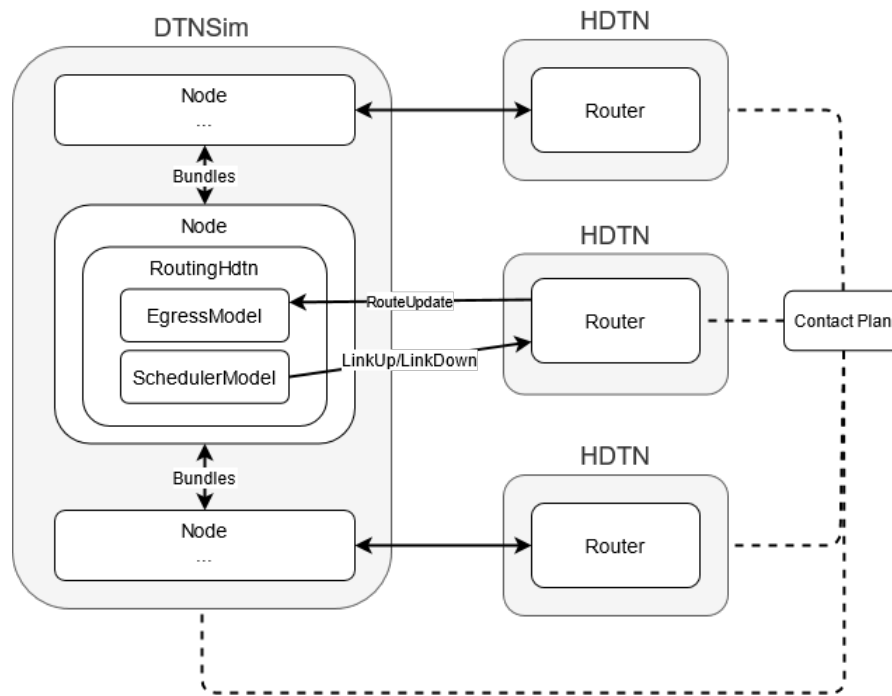 DTNSim
HDTN
Node
...
Router
Bundles
Node
HDTN
RoutingHdtn
EgressModel
RouteUpdate
Router
Contact Plan
SchedulerModel
LinkUp/LinkDown
Bundles
HDTN
Node
...
Router